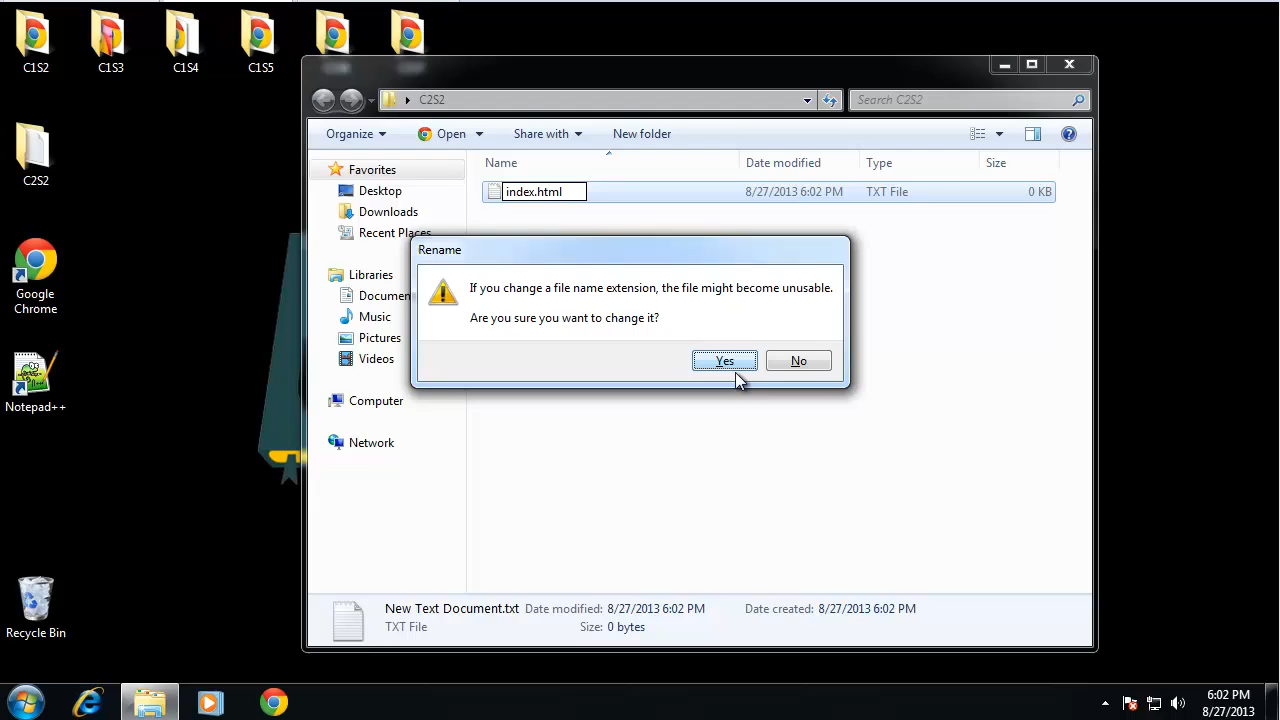 C1S2
C1S3
C1S4
C1S5
C2S2
Google
Chrome
Notepad++
Recycle Bin
C2S2
Search C2S2
Organize
Open
Share with
New folder
Name
Date modified
Type
Size
index.html
8/27/2013 6:02 PM
TXT File
0 KB
Favorites
Desktop
Downloads
Recent Places
Libraries
Documen
Music
Pictures
Videos
Computer
Network
Rename
If you change a file name extension, the file might become unusable.
Are you sure you want to change it?
Yes
No
New Text Document.txt
Date modified: 8/27/2013 6:02 PM
Date created: 8/27/2013 6:02 PM
TXT File
Size: 0 bytes
6:02 PM
8/27/2013